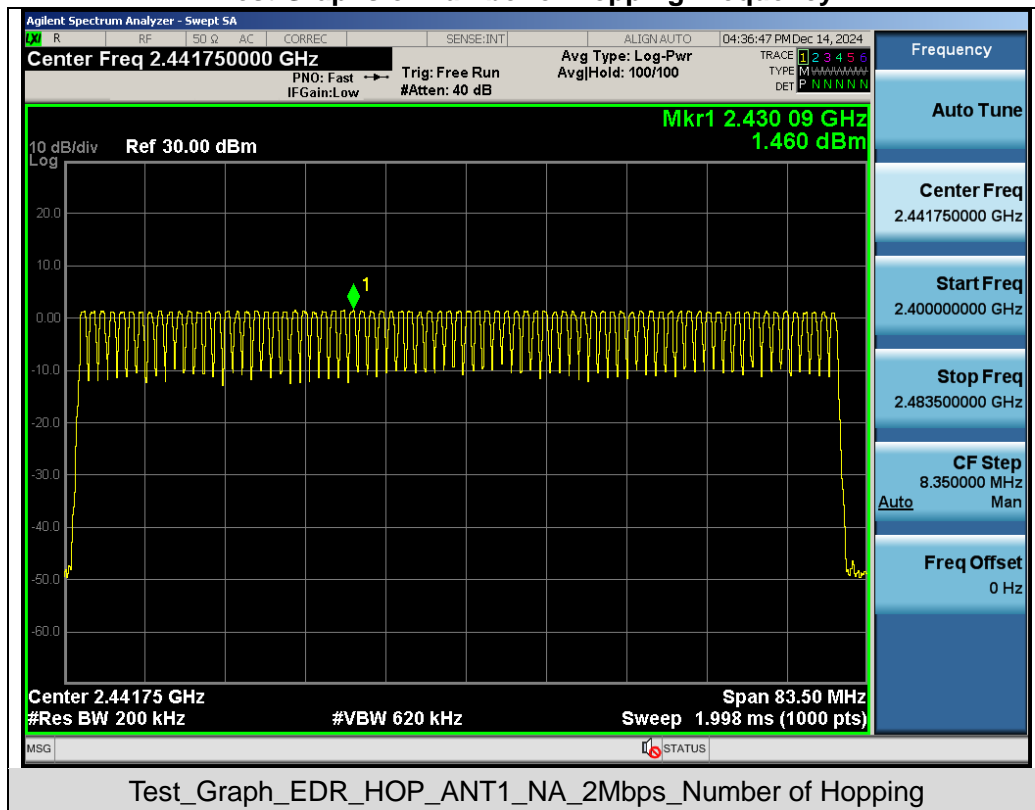 Agilent Spectrum Analyzer - Swept SA
LXI R RF 50 Ω AC CORREC SENSE:INT ALIGN AUTO 04:36:47 PM Dec 14, 2024
Center Freq 2.441750000 GHz
PNO: Fast
IFGain:Low
Trig: Free Run
#Atten: 40 dB
Avg Type: Log-Pwr
Avg|Hold: 100/100
TRACE 1 2 3 4 5 6
TYPE M WWWWW
DET P N N N N N
Mkr1 2.430 09 GHz
1.460 dBm
10 dB/div Ref 30.00 dBm
Log
20.0
10.0
1
0.00
-10.0
-20.0
-30.0
-40.0
-50.0
-60.0
Center 2.44175 GHz Span 83.50 MHz
#Res BW 200 kHz #VBW 620 kHz Sweep 1.998 ms (1000 pts)
MSG STATUS
Frequency
Auto Tune
Center Freq
2.441750000 GHz
Start Freq
2.400000000 GHz
Stop Freq
2.483500000 GHz
CF Step
8.350000 MHz
Auto Man
Freq Offset
0 Hz
Test_Graph_EDR_HOP_ANT1_NA_2Mbps_Number of Hopping